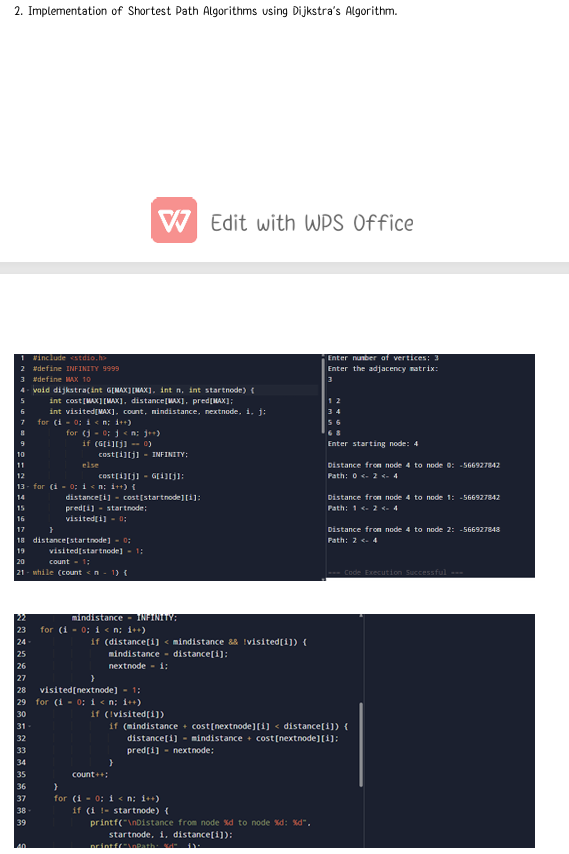 2. Implementation of Shortest Path Algorithms using Dijkstra's Algorithm.
Edit with WPS Office
1 #include <stdio.h>
2 #define INFINITY 9999
3 #define MAX 10
4 void dijkstra(int G[MAX][MAX], int n, int startnode) {
5 int cost[MAX][MAX], distance[MAX], pred[MAX];
6 int visited[MAX], count, mindistance, nextnode, i, j;
7 for (i = 0; i < n; i++)
8 for (j = 0; j < n; j++)
9 if (G[i][j] == 0)
10 cost[i][j] = INFINITY;
11 else
12 cost[i][j] = G[i][j];
13 for (i = 0; i < n; i++) {
14 distance[i] = cost[startnode][i];
15 pred[i] = startnode;
16 visited[i] = 0;
17 }
18 distance[startnode] = 0;
19 visited[startnode] = 1;
20 count = 1;
21 while (count < n - 1) {
Enter number of vertices: 3
Enter the adjacency matrix:
3
1 2
3 4
5 6
6 8
Enter starting node: 4
Distance from node 4 to node 0: -566927842
Path: 0 <- 2 <- 4
Distance from node 4 to node 1: -566927842
Path: 1 <- 2 <- 4
Distance from node 4 to node 2: -566927848
Path: 2 <- 4
=== Code Execution Successful ===
22 mindistance = INFINITY;
23 for (i = 0; i < n; i++)
24 if (distance[i] < mindistance && !visited[i]) {
25 mindistance = distance[i];
26 nextnode = i;
27 }
28 visited[nextnode] = 1;
29 for (i = 0; i < n; i++)
30 if (!visited[i])
31 if (mindistance + cost[nextnode][i] < distance[i]) {
32 distance[i] = mindistance + cost[nextnode][i];
33 pred[i] = nextnode;
34 }
35 count++;
36 }
37 for (i = 0; i < n; i++)
38 if (i != startnode) {
39 printf("\nDistance from node %d to node %d: %d",
startnode, i, distance[i]);
40 printf("\nPath: %d", i);